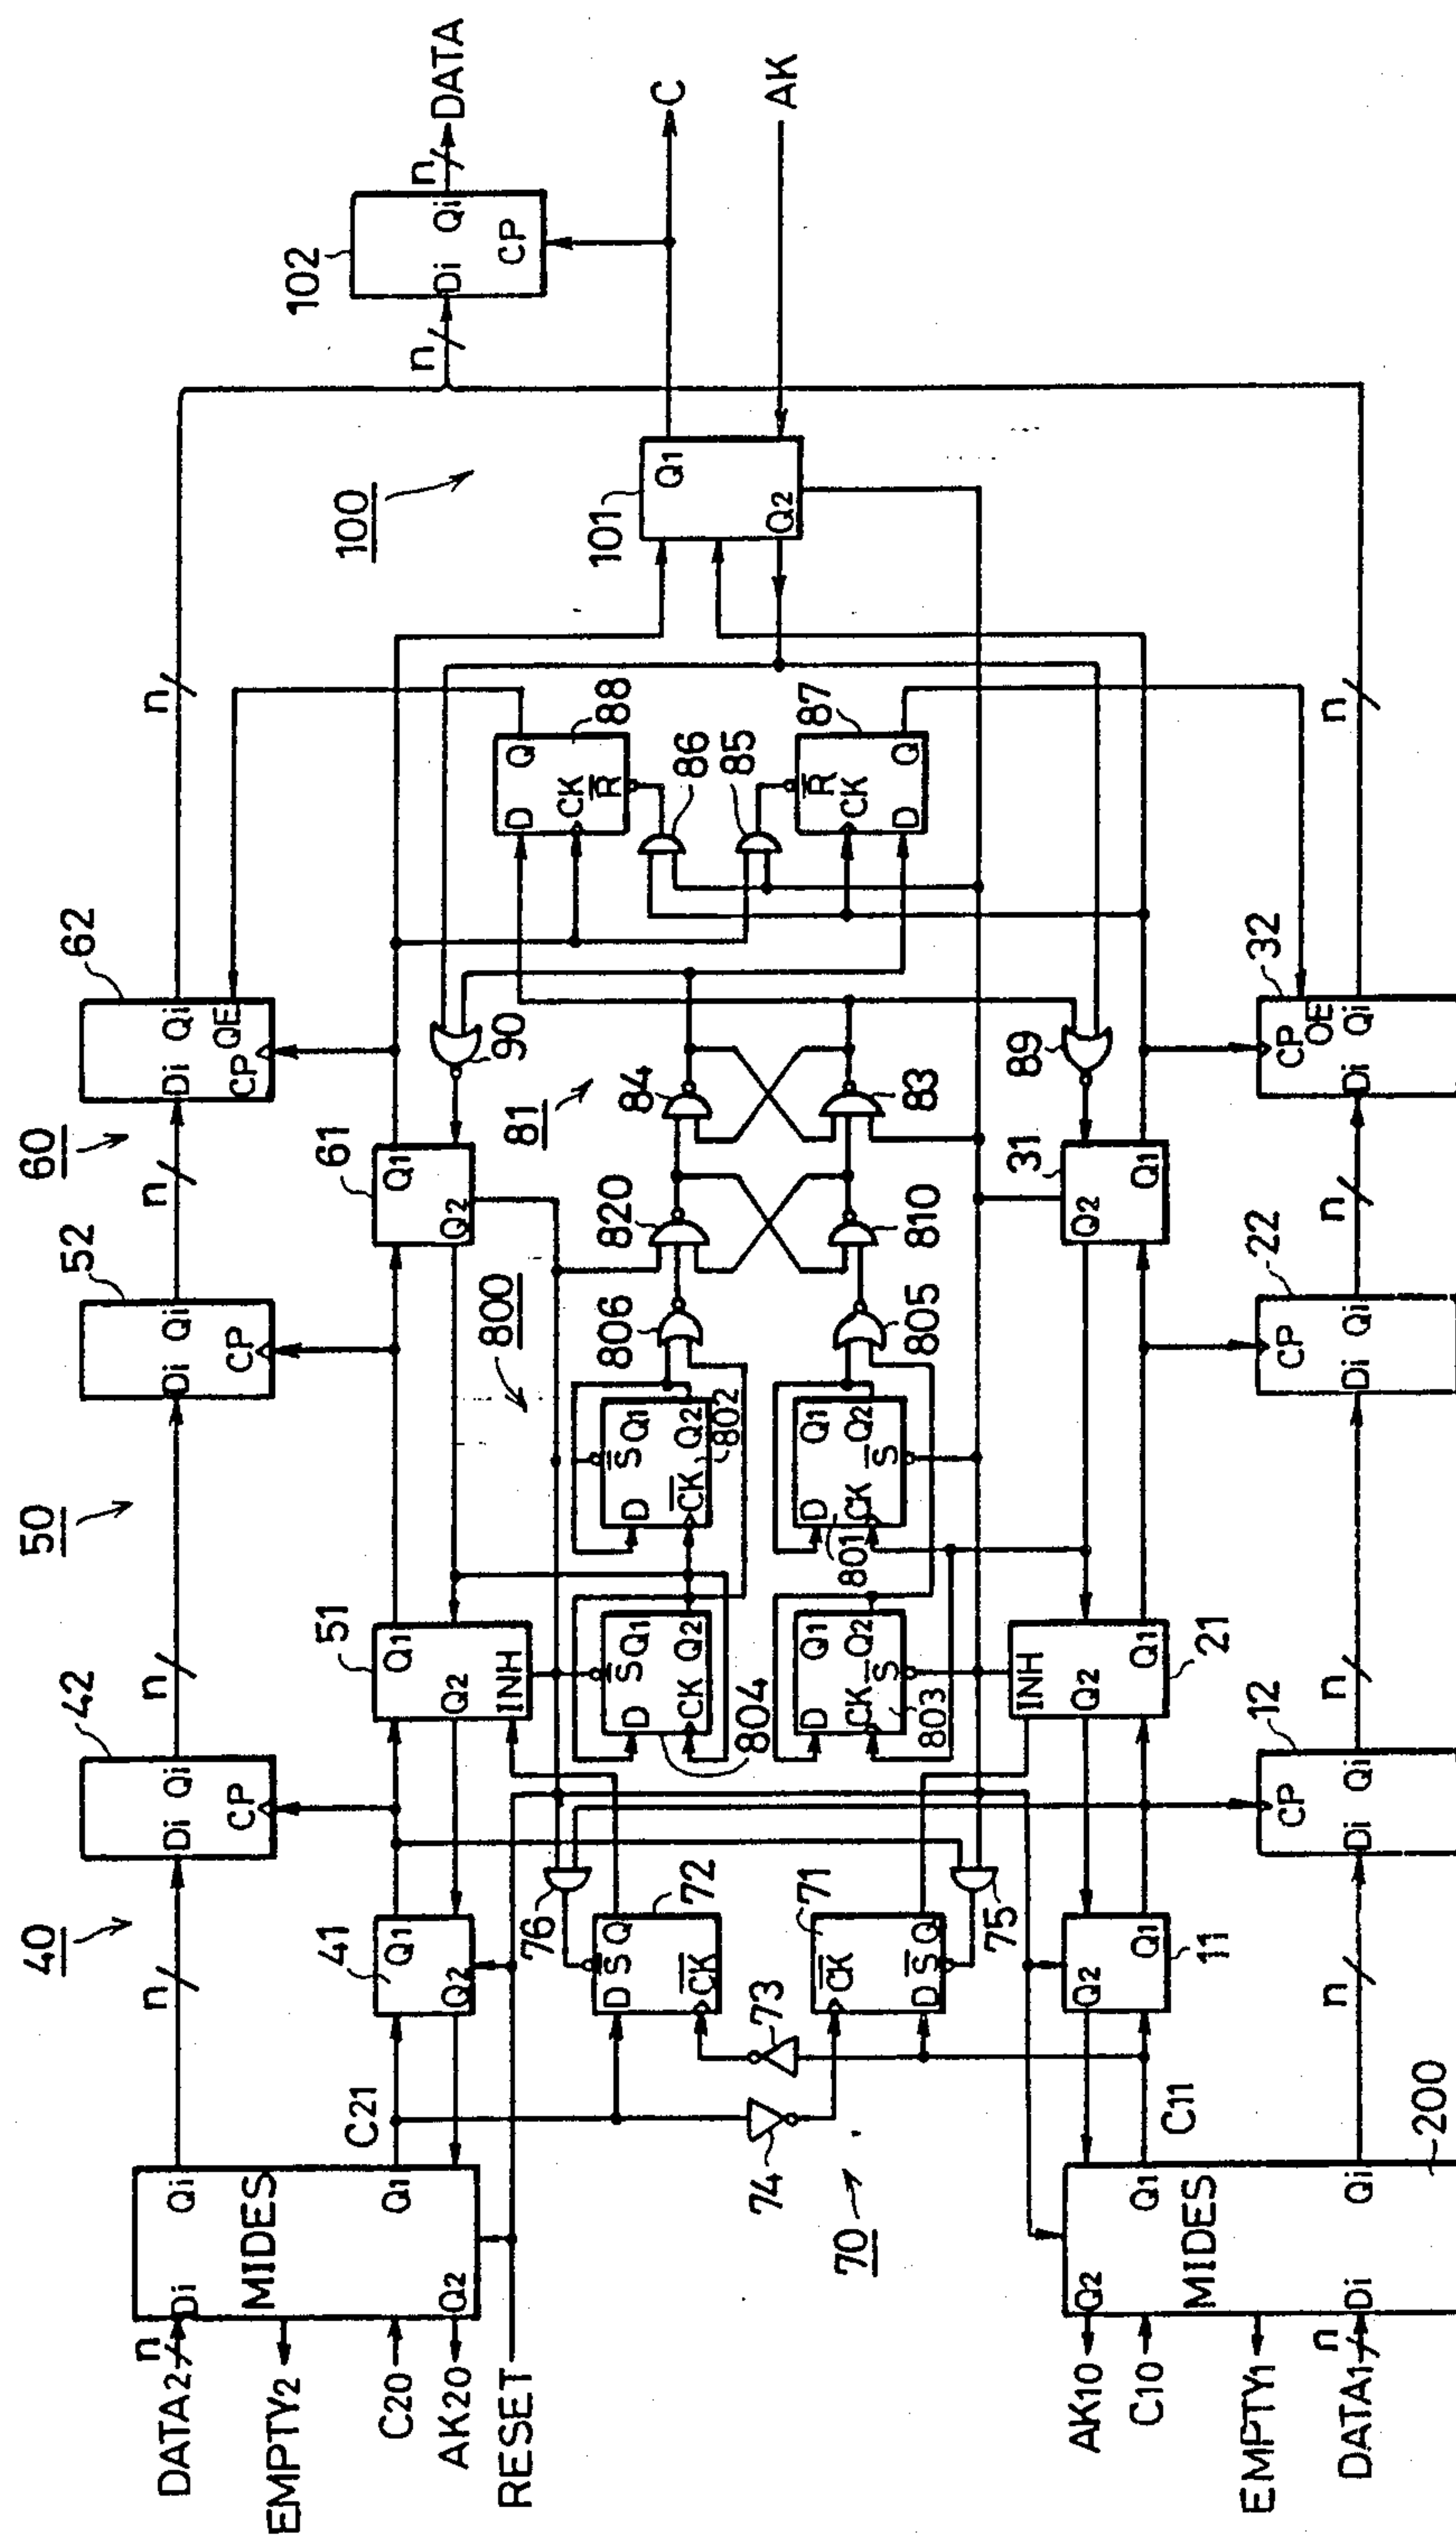 DATA
C
AK
n
Qi
Di
CP
102
n
100
Q1
101
Q2
n
n
88
Q
D
CK
R
86
85
87
Q
R
CK
D
62
Qi
Di
QE
CP
60
n
90
84
81
83
89
32
CP
OE
Qi
Di
61
Q1
Q2
820
810
31
Q1
Q2
n
52
Qi
Di
CP
50
800
806
805
22
CP
Qi
Di
S
Q1
D
Q2
CK
802
Q1
D
Q2
CK
S
801
n
n
42
Qi
Di
CP
40
51
Q1
Q2
INH
S
Q1
D
Q2
CK
804
Q1
D
Q2
CK
S
803
INH
Q2
Q1
21
12
CP
Qi
Di
n
41
Q1
Q2
76
72
Q
S
D
CK
71
CK
Q
S
D
75
73
74
70
Q2
Q1
11
n
C21
C11
200
Qi
Q1
MIDES
Di
Q2
Q1
Qi
MIDES
Q2
Di
n
DATA2
EMPTY2
C20
AK20
RESET
AK10
C10
EMPTY1
n
DATA1